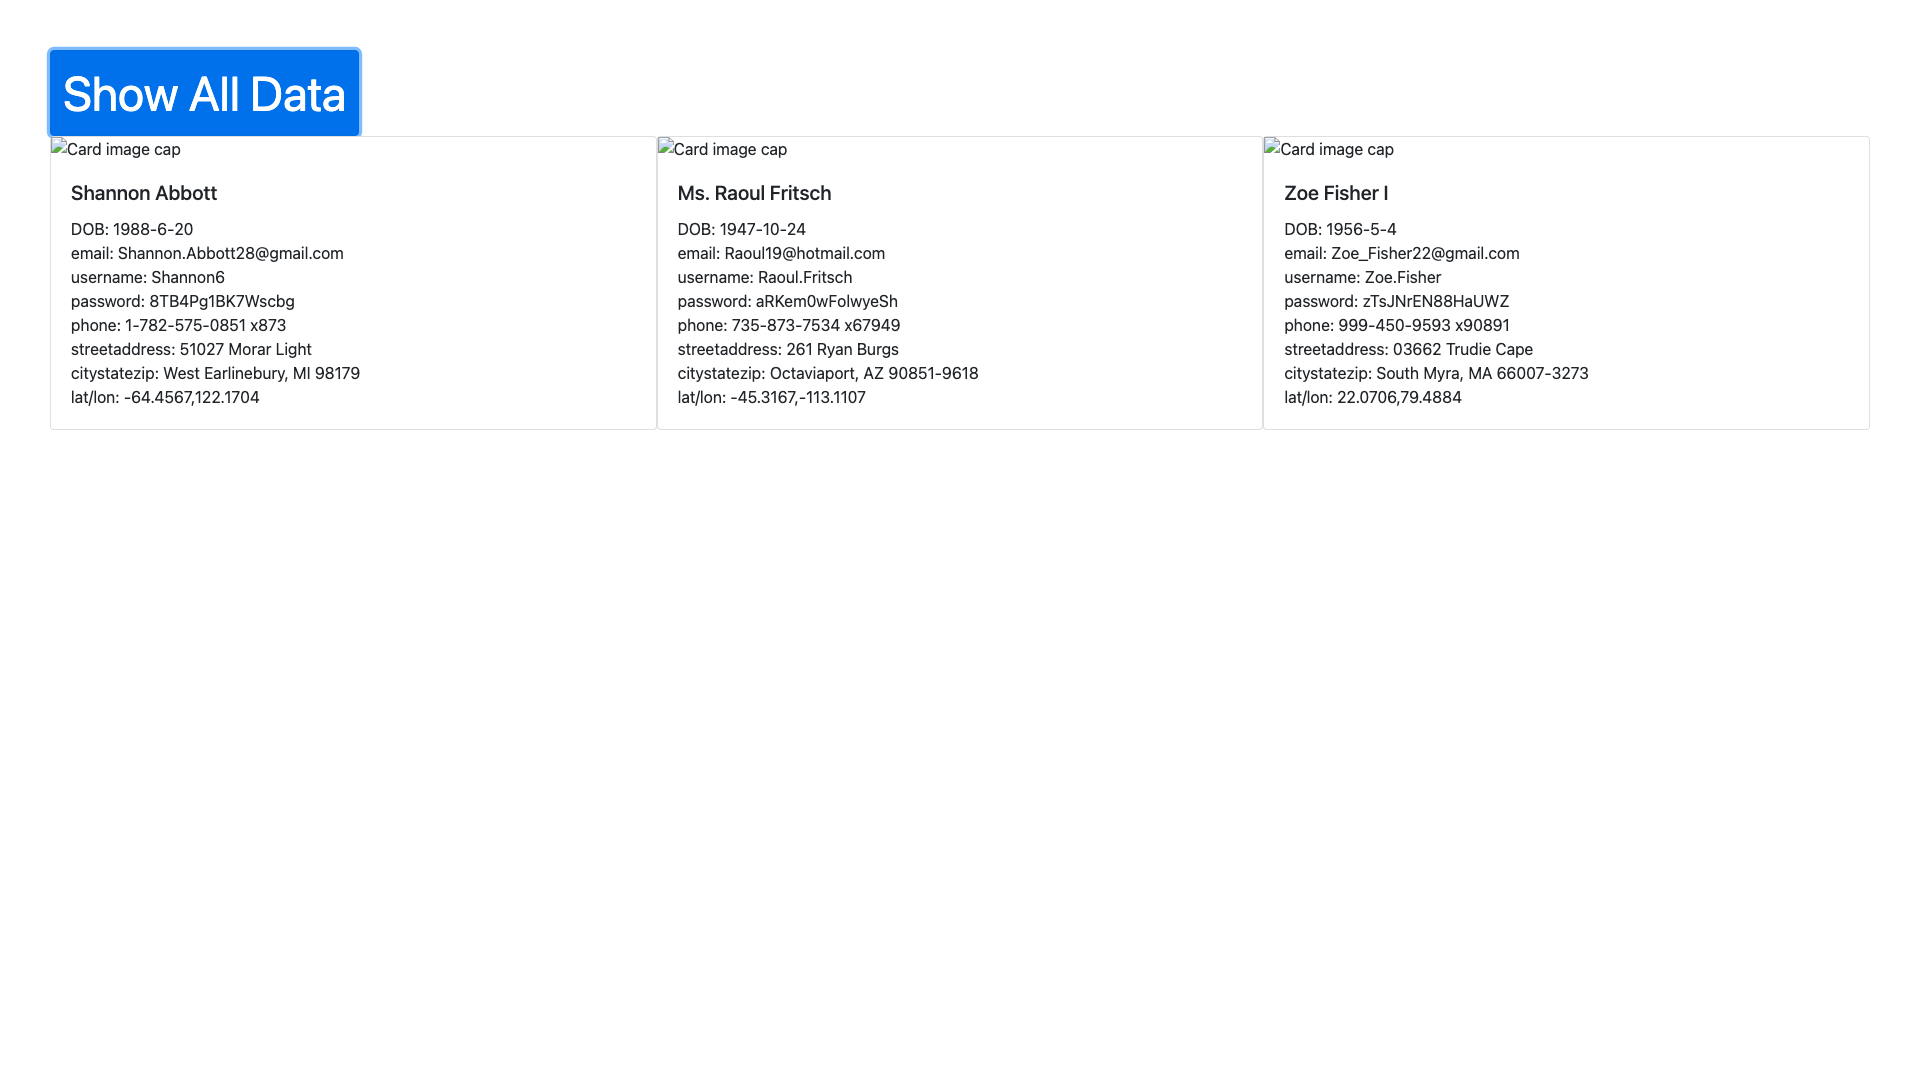 Show All Data
Card image cap
Shannon Abbott
DOB: 1988-6-20
email: Shannon.Abbott28@gmail.com
username: Shannon6
password: 8TB4Pg1BK7Wscbg
phone: 1-782-575-0851 x873
streetaddress: 51027 Morar Light
citystatezip: West Earlinebury, MI 98179
lat/lon: -64.4567,122.1704
Card image cap
Ms. Raoul Fritsch
DOB: 1947-10-24
email: Raoul19@hotmail.com
username: Raoul.Fritsch
password: aRKem0wFolwyeSh
phone: 735-873-7534 x67949
streetaddress: 261 Ryan Burgs
citystatezip: Octaviaport, AZ 90851-9618
lat/lon: -45.3167,-113.1107
Card image cap
Zoe Fisher I
DOB: 1956-5-4
email: Zoe_Fisher22@gmail.com
username: Zoe.Fisher
password: zTsJNrEN88HaUWZ
phone: 999-450-9593 x90891
streetaddress: 03662 Trudie Cape
citystatezip: South Myra, MA 66007-3273
lat/lon: 22.0706,79.4884